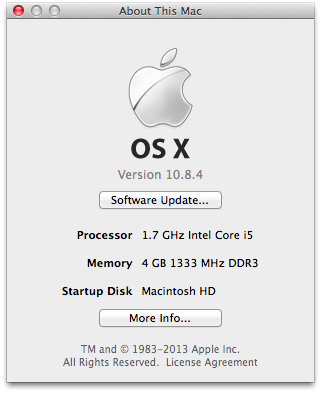 About This Mac
OS X
Version 10.8.4
Software Update...
Processor 1.7 GHz Intel Core i5
Memory 4 GB 1333 MHz DDR3
Startup Disk Macintosh HD
More Info...
TM and © 1983-2013 Apple Inc.
All Rights Reserved. License Agreement